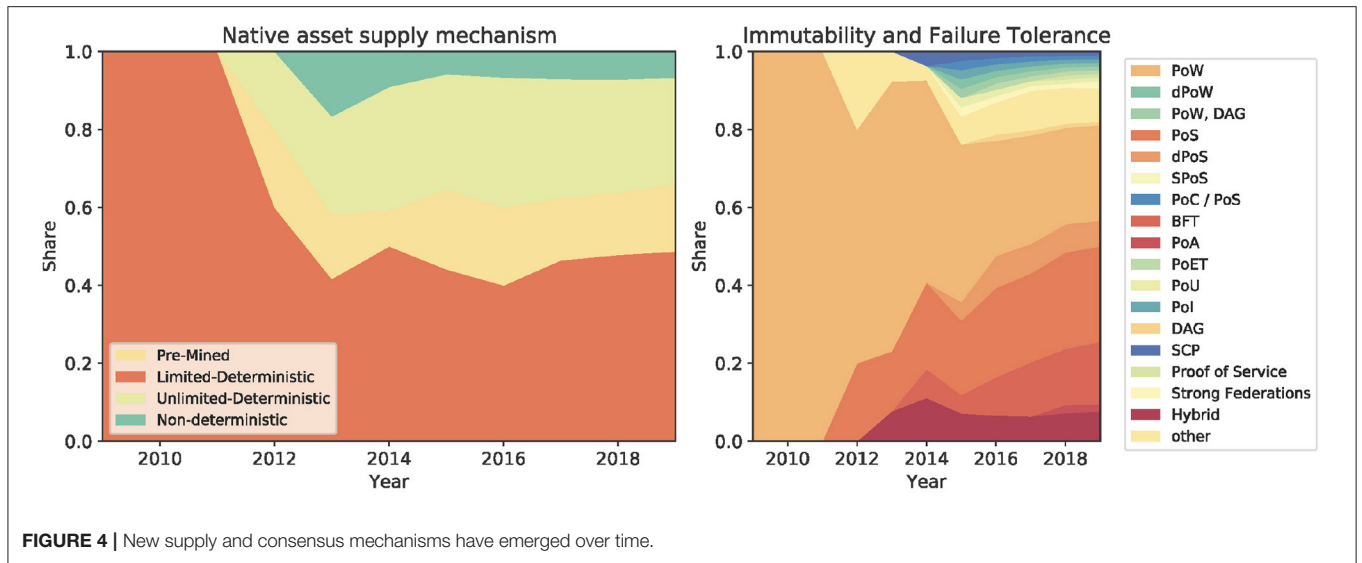 Native asset supply mechanism
1.0
0.8
0.6
0.4
0.2
0.0
Share
Pre-Mined
Limited-Deterministic
Unlimited-Deterministic
Non-deterministic
2010 2012 2014 2016 2018
Year
Immutability and Failure Tolerance
1.0
0.8
0.6
0.4
0.2
0.0
Share
2010 2012 2014 2016 2018
Year
PoW
dPoW
PoW, DAG
PoS
dPoS
SPoS
PoC / PoS
BFT
PoA
PoET
PoU
PoI
DAG
SCP
Proof of Service
Strong Federations
Hybrid
other
FIGURE 4 | New supply and consensus mechanisms have emerged over time.